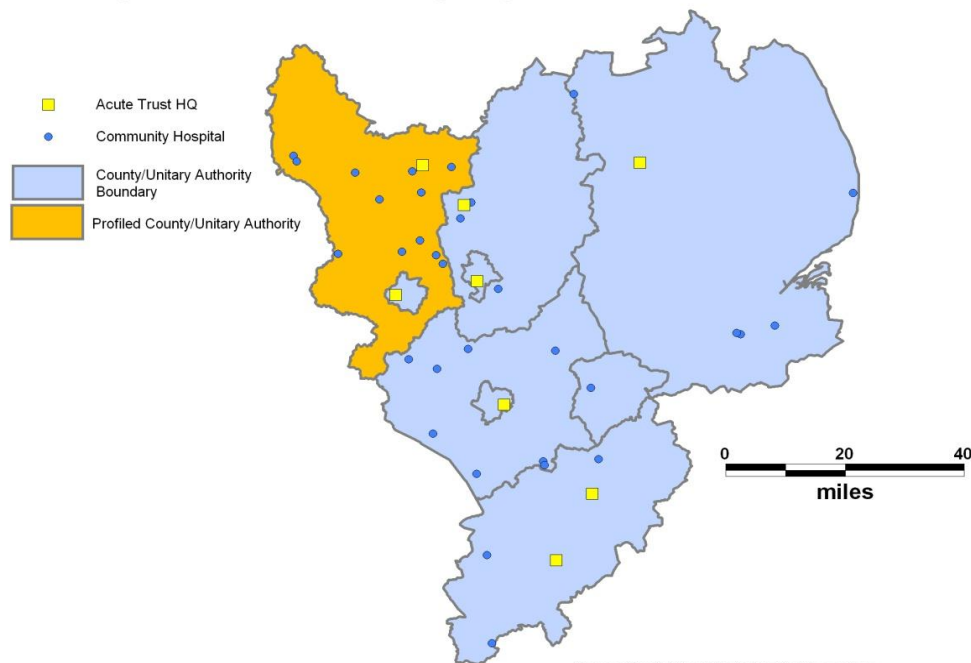 Acute Trust HQ
Community Hospital
County/Unitary Authority
Boundary
Profiled County/Unitary Authority
0 20 40
miles